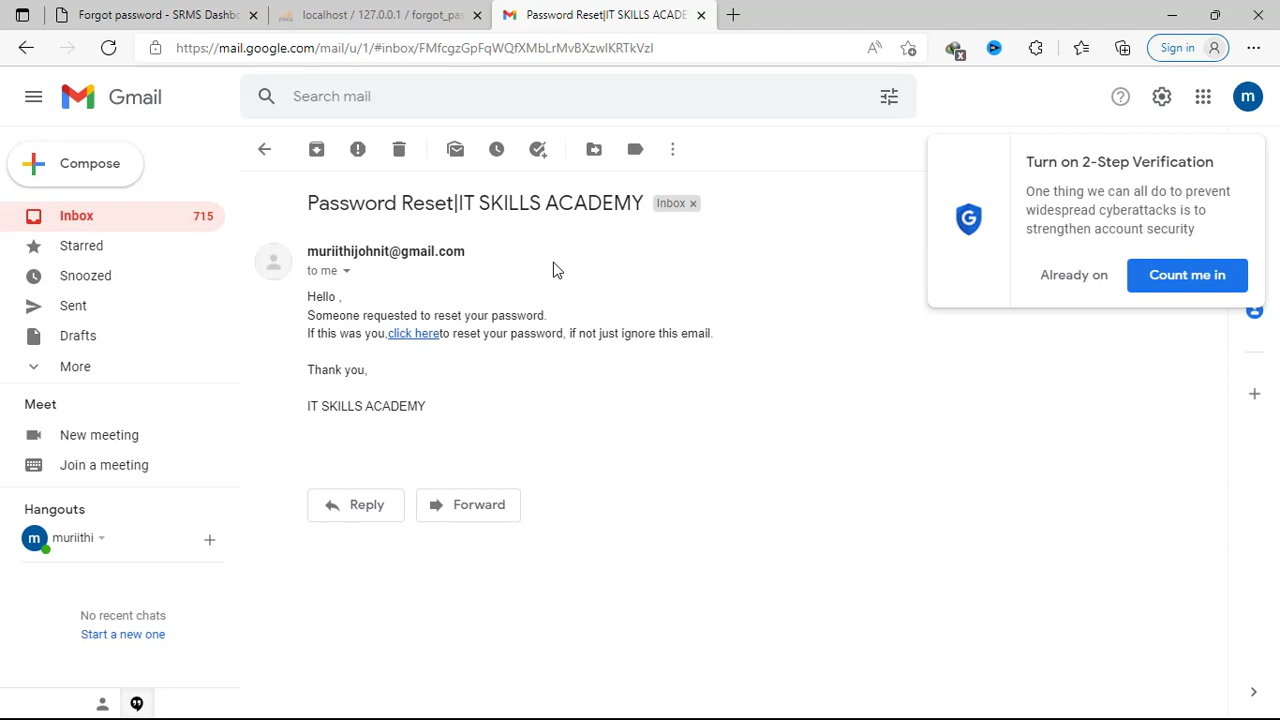 Forgot password - SRMS Dashbo
localhost / 127.0.0.1 / forgot_pas
Password Reset|IT SKILLS ACADE
https://mail.google.com/mail/u/1/#inbox/FMfcgzGpFqWQfXMbLrMvBXzwlKRTkVzl
Sign in
Gmail
Search mail
m
Compose
Turn on 2-Step Verification
One thing we can all do to prevent
widespread cyberattacks is to
strengthen account security
Already on
Count me in
Password Reset|IT SKILLS ACADEMY
Inbox
Inbox 715
Starred
Snoozed
Sent
Drafts
More
muriithijohnit@gmail.com
to me
Hello ,
Someone requested to reset your password.
If this was you,click hereto reset your password, if not just ignore this email.
Thank you,
IT SKILLS ACADEMY
Meet
New meeting
Join a meeting
Reply
Forward
Hangouts
m
muriithi
No recent chats
Start a new one